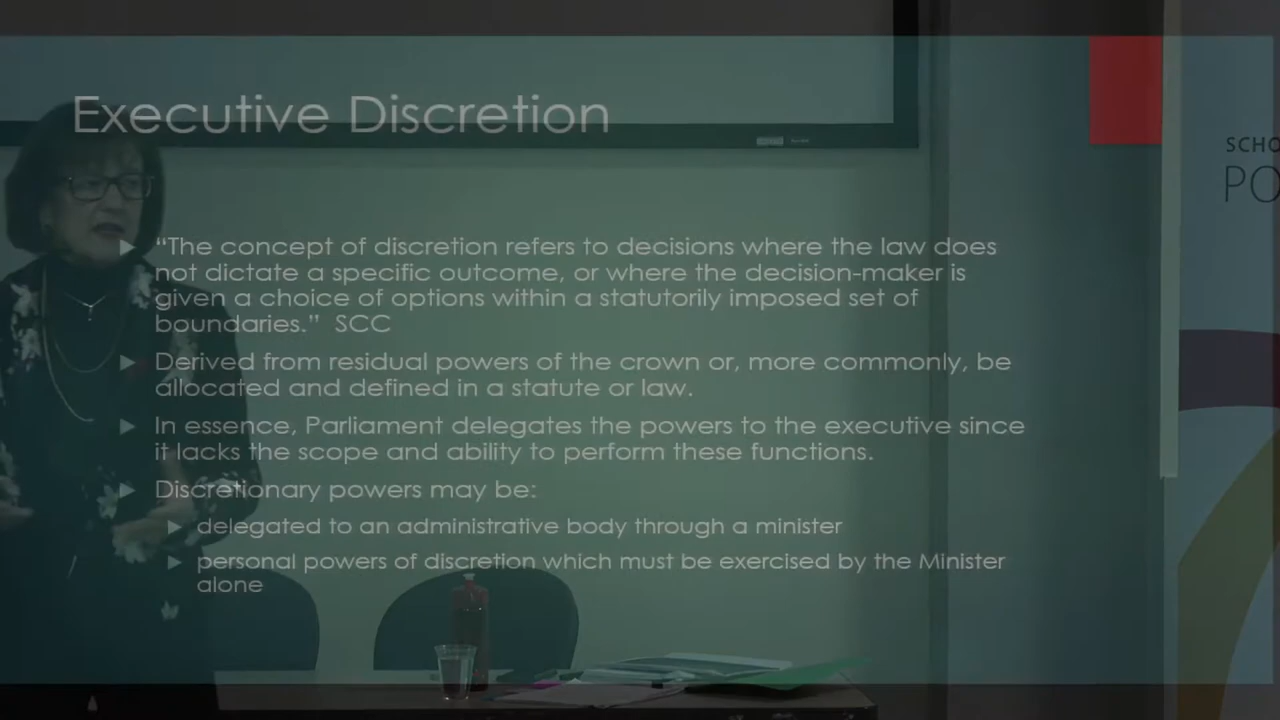 Executive Discretion
“The concept of discretion refers to decisions where the law does
not dictate a specific outcome, or where the decision-maker is
given a choice of options within a statutorily imposed set of
boundaries.” SCC
Derived from residual powers of the crown or, more commonly, be
allocated and defined in a statute or law.
In essence, Parliament delegates the powers to the executive since
it lacks the scope and ability to perform these functions.
Discretionary powers may be:
delegated to an administrative body through a minister
personal powers of discretion which must be exercised by the Minister
alone
SCHO
PO